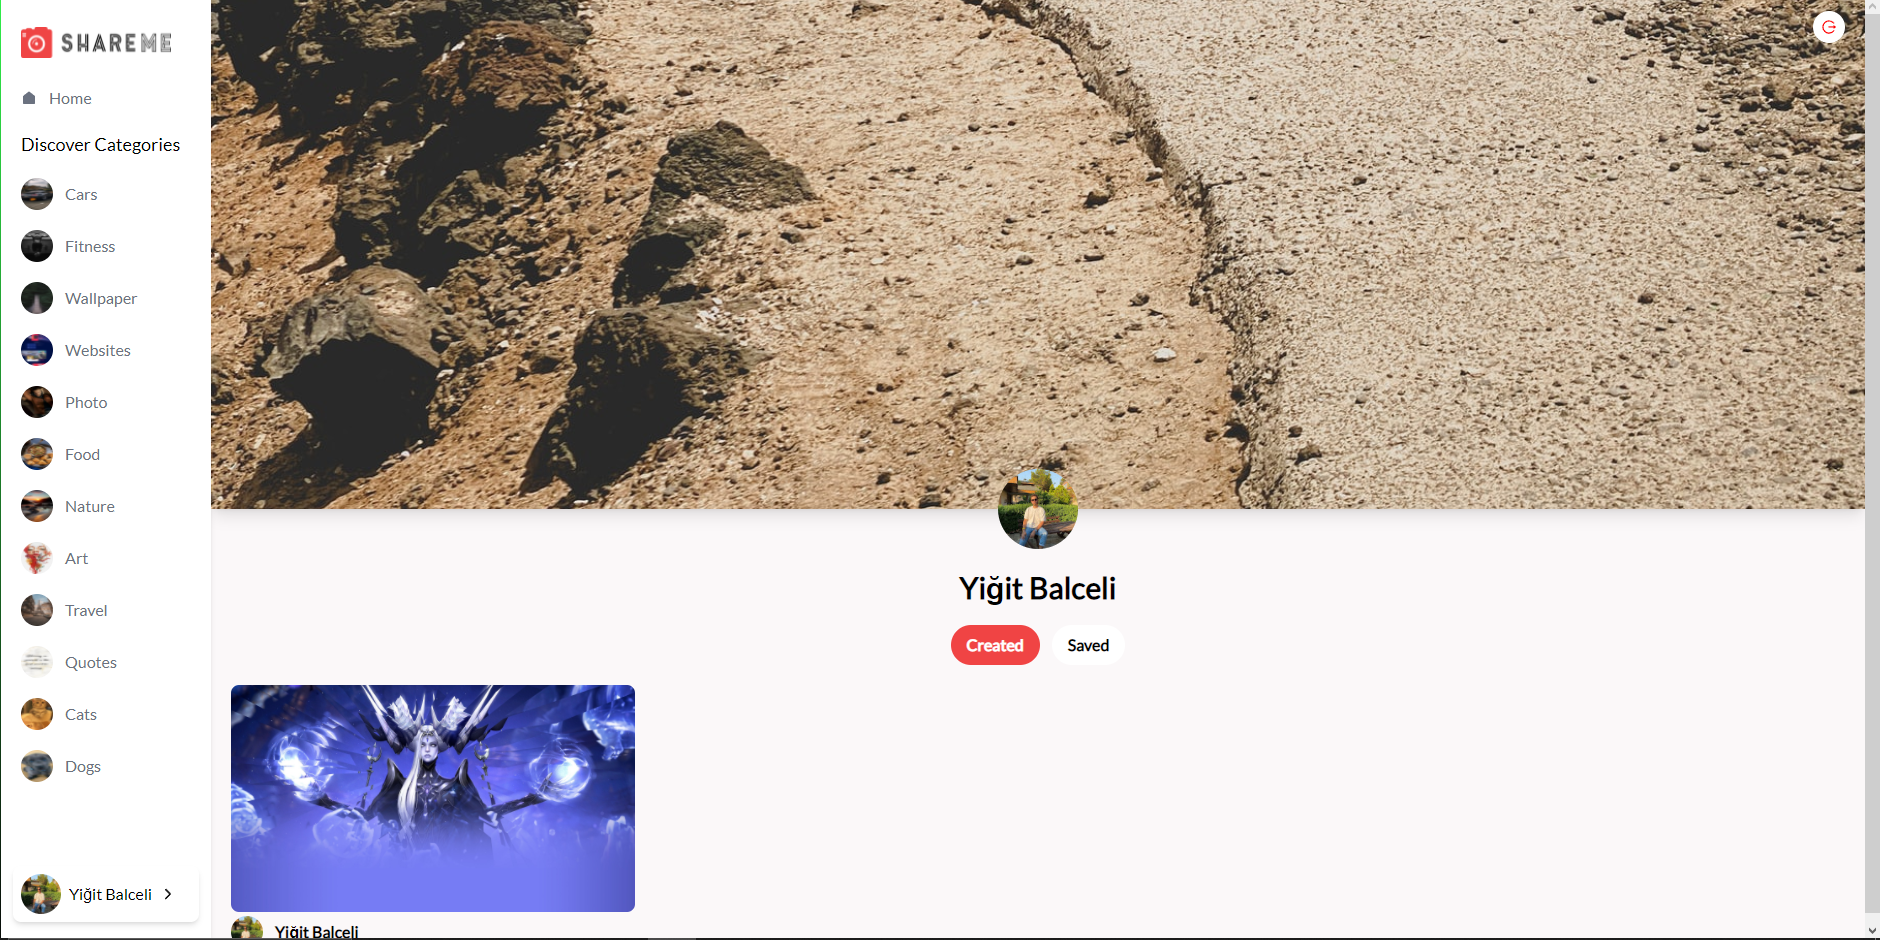 SHAREME
Home
Discover Categories
Cars
Fitness
Wallpaper
Websites
Photo
Food
Nature
Art
Travel
Quotes
Cats
Dogs
Yiğit Balceli
Yiğit Balceli
Created Saved
Yiğit Balceli